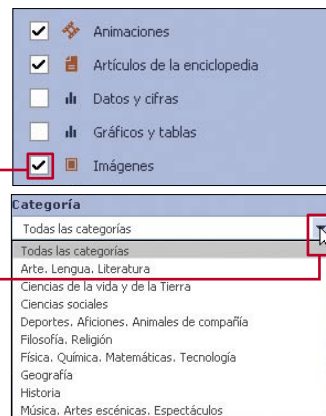 Animaciones
Artículos de la enciclopedia
Datos y cifras
Gráficos y tablas
Imágenes
Categoría
Todas las categorías
Todas las categorías
Arte. Lengua. Literatura
Ciencias de la vida y de la Tierra
Ciencias sociales
Deportes. Aficiones. Animales de compañía
Filosofía. Religión
Física. Química. Matemáticas. Tecnología
Geografía
Historia
Música. Artes escénicas. Espectáculos